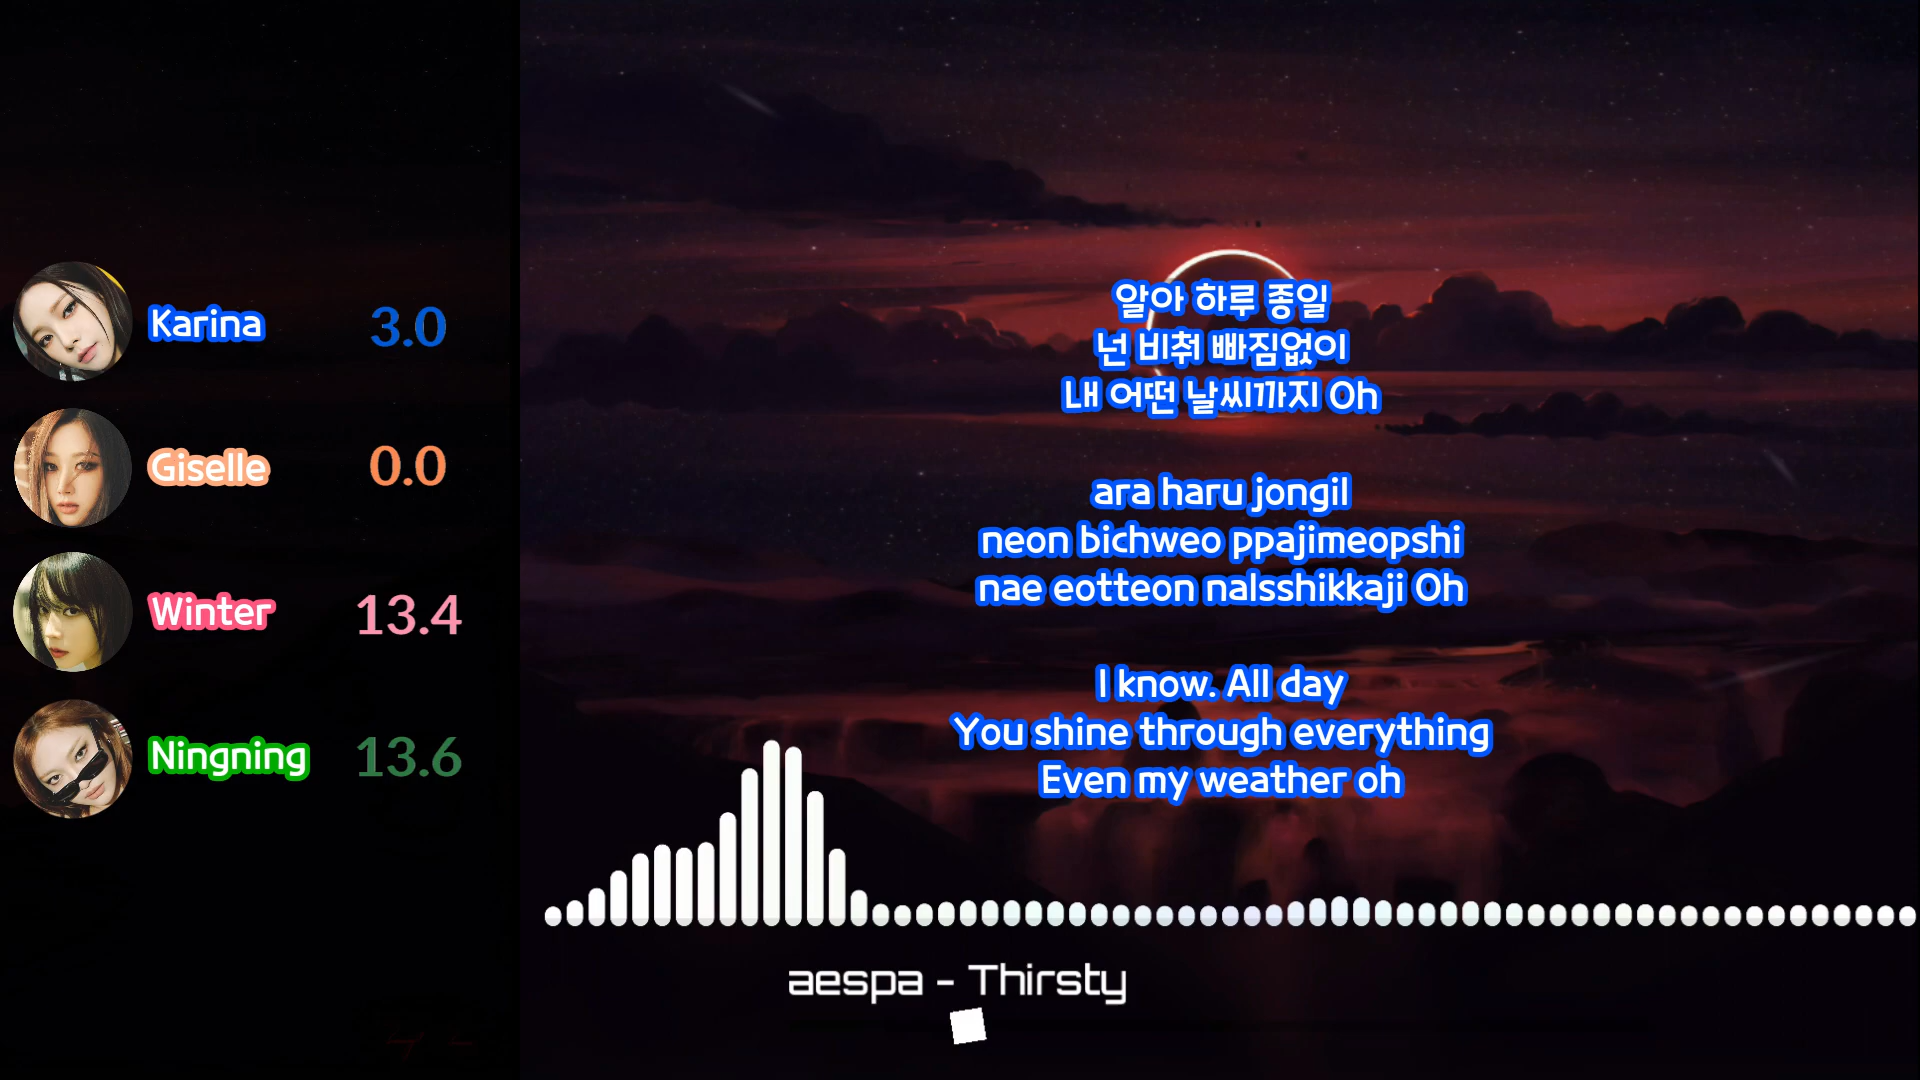 Karina 3.0
Giselle 0.0
Winter 13.4
Ningning 13.6
알아 하루 종일
넌 비춰 빠짐없이
내 어떤 날씨까지 Oh
ara haru jongil
neon bichweo ppajimeopshi
nae eotteon nalsshikkaji Oh
I know. All day
You shine through everything
Even my weather oh
aespa - Thirsty